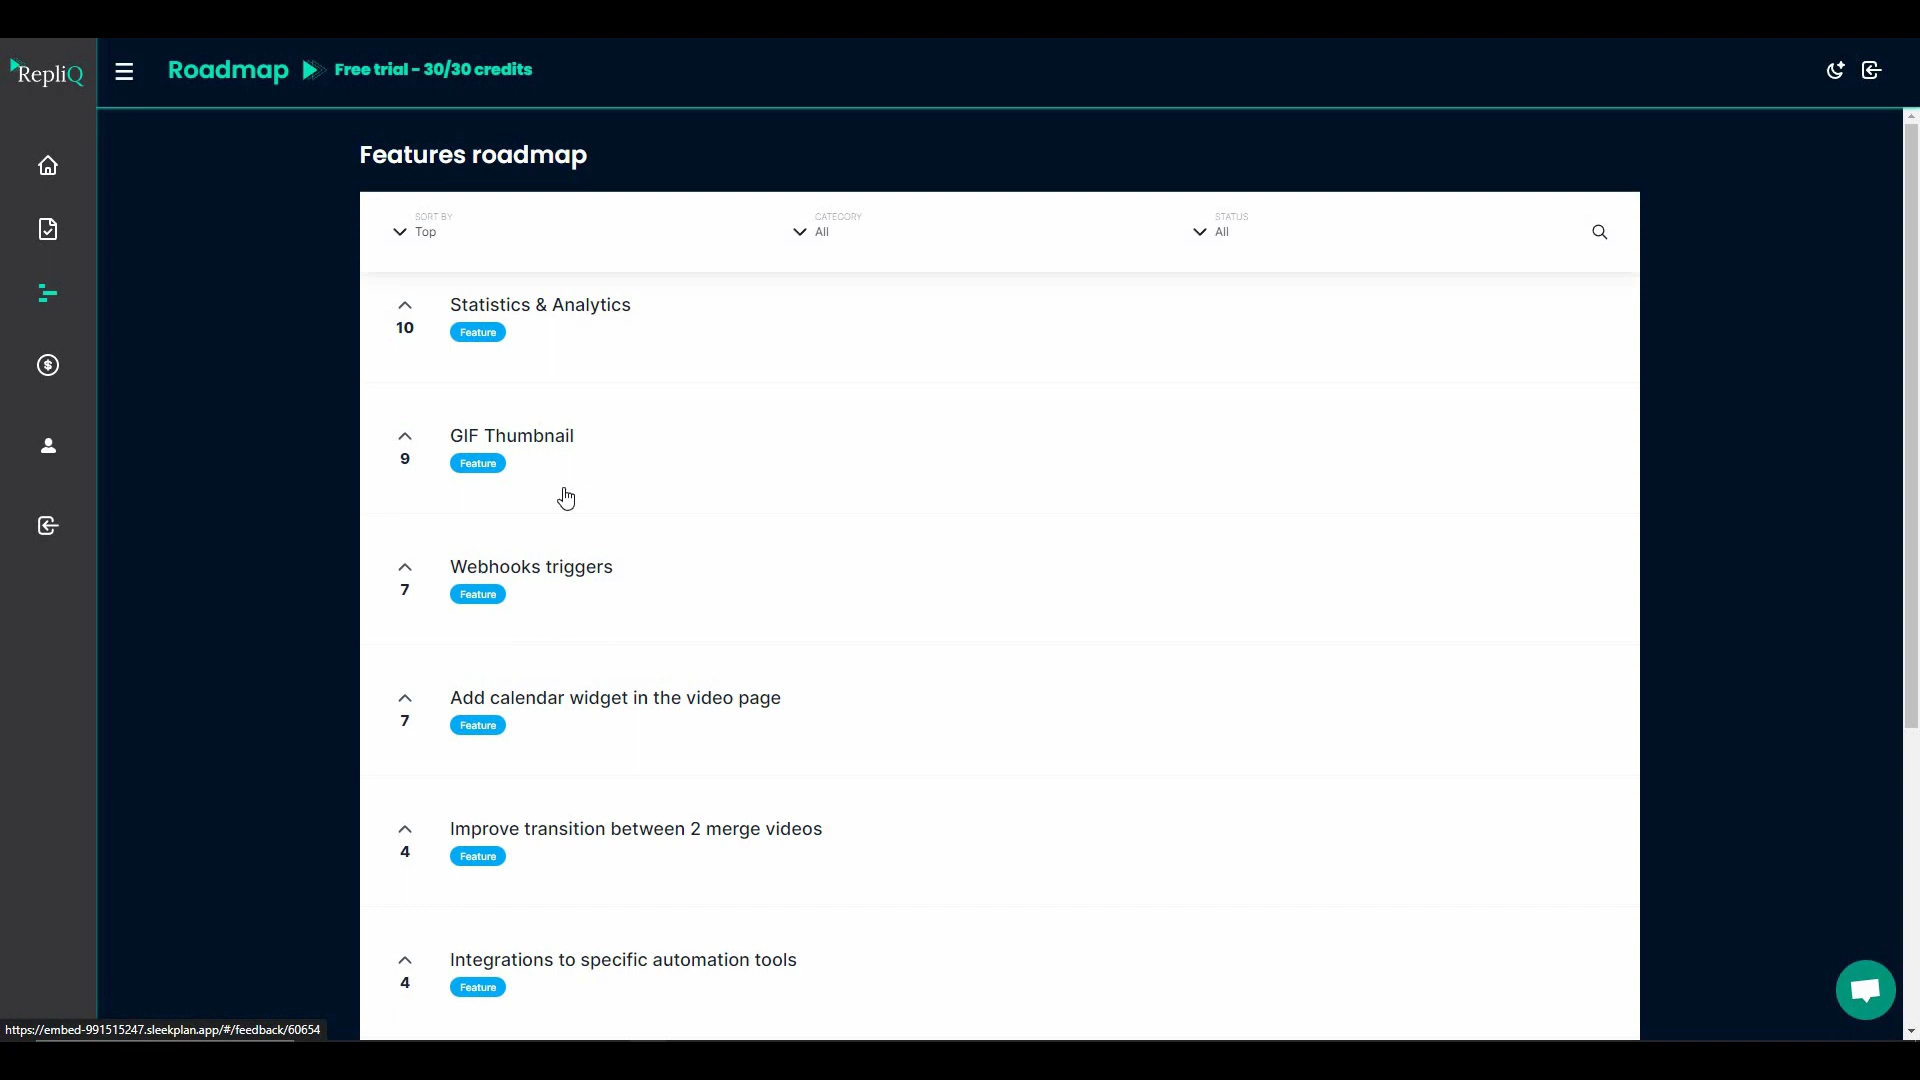 RepliQ
Roadmap
Free trial - 30/30 credits
Features roadmap
SORT BY
Top
CATEGORY
All
STATUS
All
Statistics & Analytics
10
Feature
GIF Thumbnail
9
Feature
Webhooks triggers
7
Feature
Add calendar widget in the video page
7
Feature
Improve transition between 2 merge videos
4
Feature
Integrations to specific automation tools
4
Feature
https://embed-991515247.sleekplan.app/#/feedback/60654